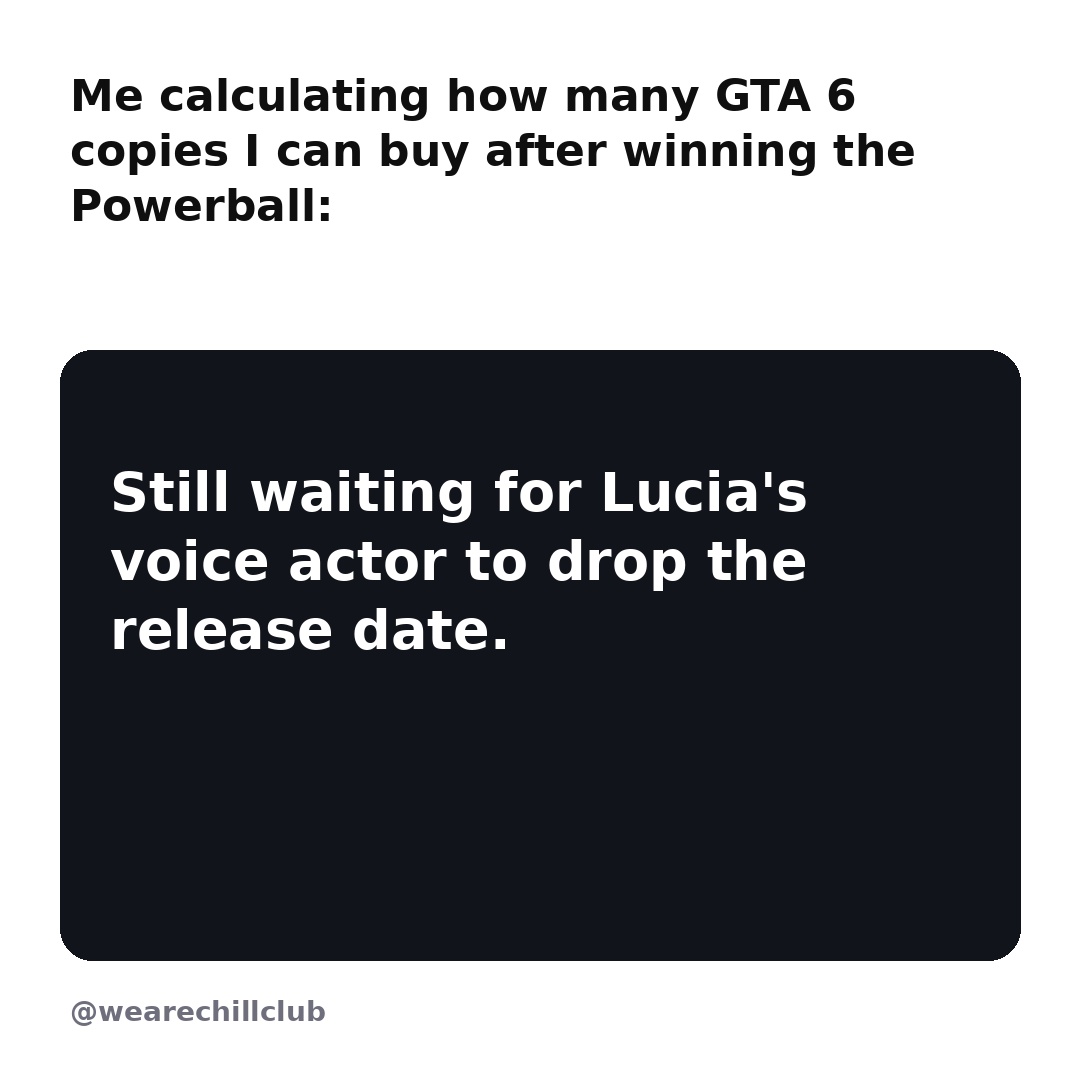 Me calculating how many GTA 6
copies I can buy after winning the
Powerball:
Still waiting for Lucia's
voice actor to drop the
release date.
@wearechillclub